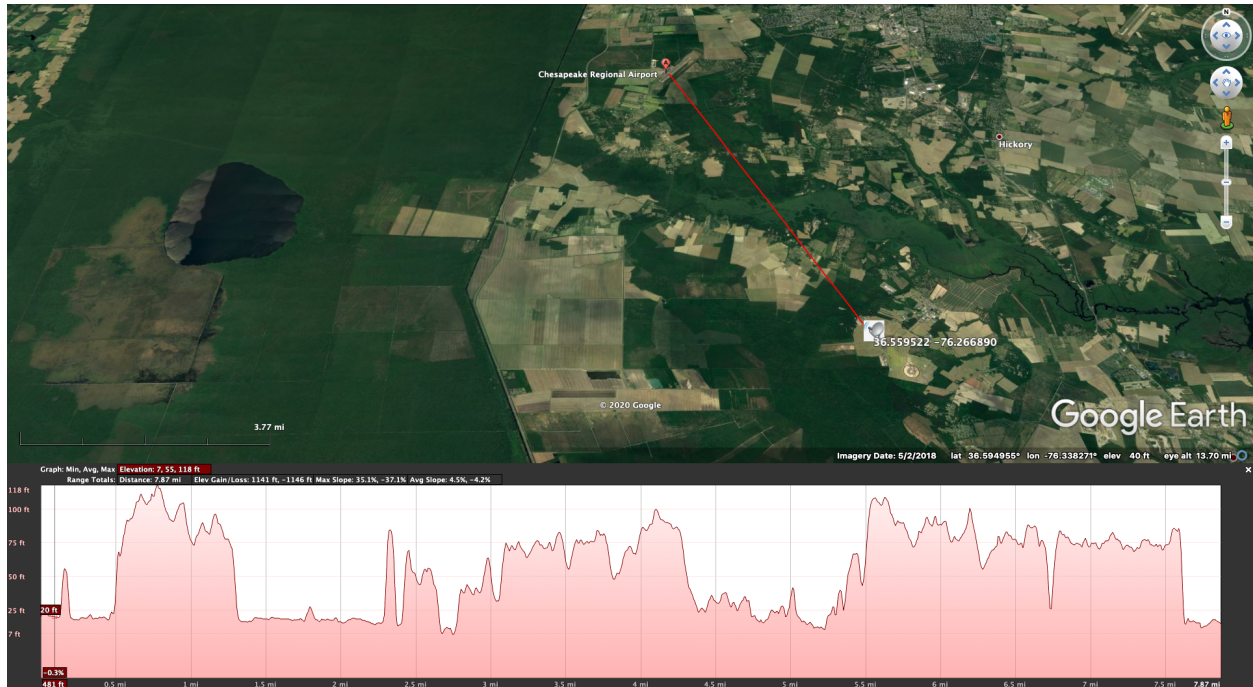 N
Chesapeake Regional Airport
A
Hickory
36.559522 -76.266890
© 2020 Google
Google Earth
3.77 mi
Imagery Date: 5/2/2018 lat 36.594955° lon -76.338271° elev 40 ft eye alt 13.70 mi
Graph: Min, Avg, Max Elevation: 7, 55, 118 ft
Range Totals: Distance: 7.87 mi Elev Gain/Loss: 1141 ft, -1146 ft Max Slope: 35.1%, -37.1% Avg Slope: 4.5%, -4.2%
118 ft
100 ft
75 ft
50 ft
25 ft
20 ft
7 ft
-0.3%
481 ft 0.5 mi 1 mi 1.5 mi 2 mi 2.5 mi 3 mi 3.5 mi 4 mi 4.5 mi 5 mi 5.5 mi 6 mi 6.5 mi 7 mi 7.5 mi 7.87 mi